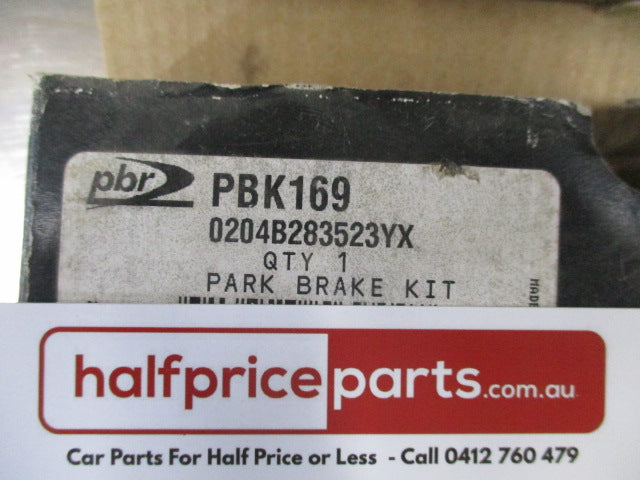 pbr PBK169
0204B283523YX
QTY 1
PARK BRAKE KIT
MADE
halfpriceparts.com.au
Car Parts For Half Price or Less - Call 0412 760 479